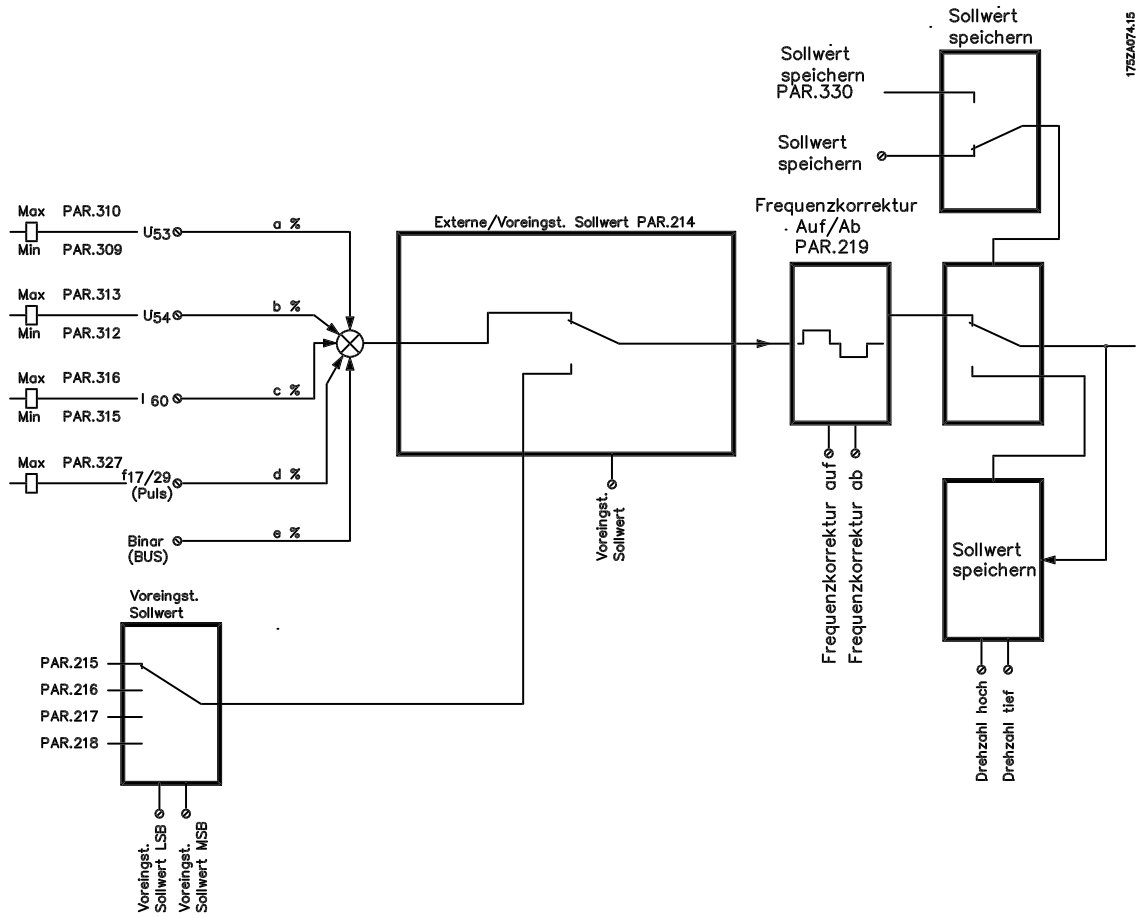 Sollwert
speichern
175ZA074.15
Sollwert
speichern
PAR.330
Sollwert
speichern
Max PAR.310
U53
a %
Min PAR.309
Externe/Voreingst. Sollwert PAR.214
Frequenzkorrektur
Auf/Ab
PAR.219
Max PAR.313
U54
b %
Min PAR.312
Max PAR.316
I 60
c %
Min PAR.315
Max PAR.327
f17/29
(Puls)
d %
Binar
(BUS)
e %
Voreingst.
Sollwert
Frequenzkorrektur auf
Frequenzkorrektur ab
Sollwert
speichern
Drehzahl hoch
Drehzahl tief
Voreingst.
Sollwert
PAR.215
PAR.216
PAR.217
PAR.218
Voreingst.
Sollwert LSB
Voreingst.
Sollwert MSB